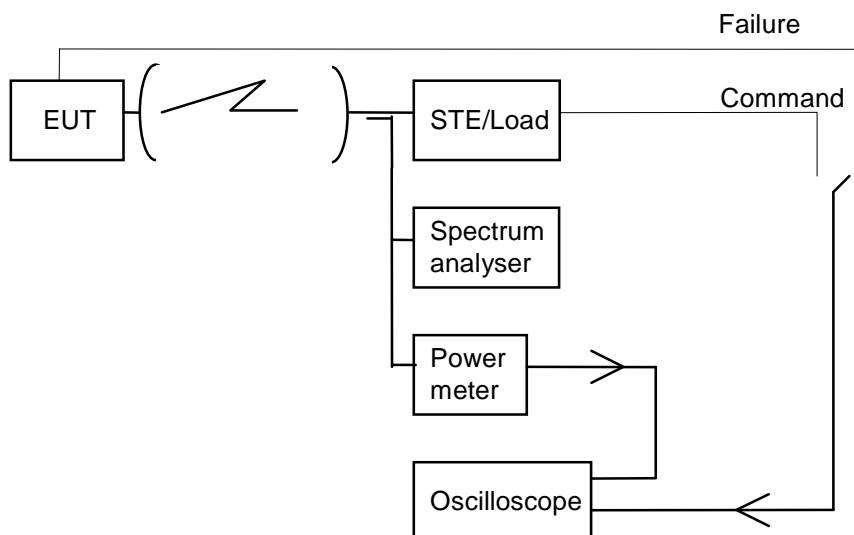 Failure
EUT
STE/Load
Command
Spectrum
analyser
Power
meter
Oscilloscope